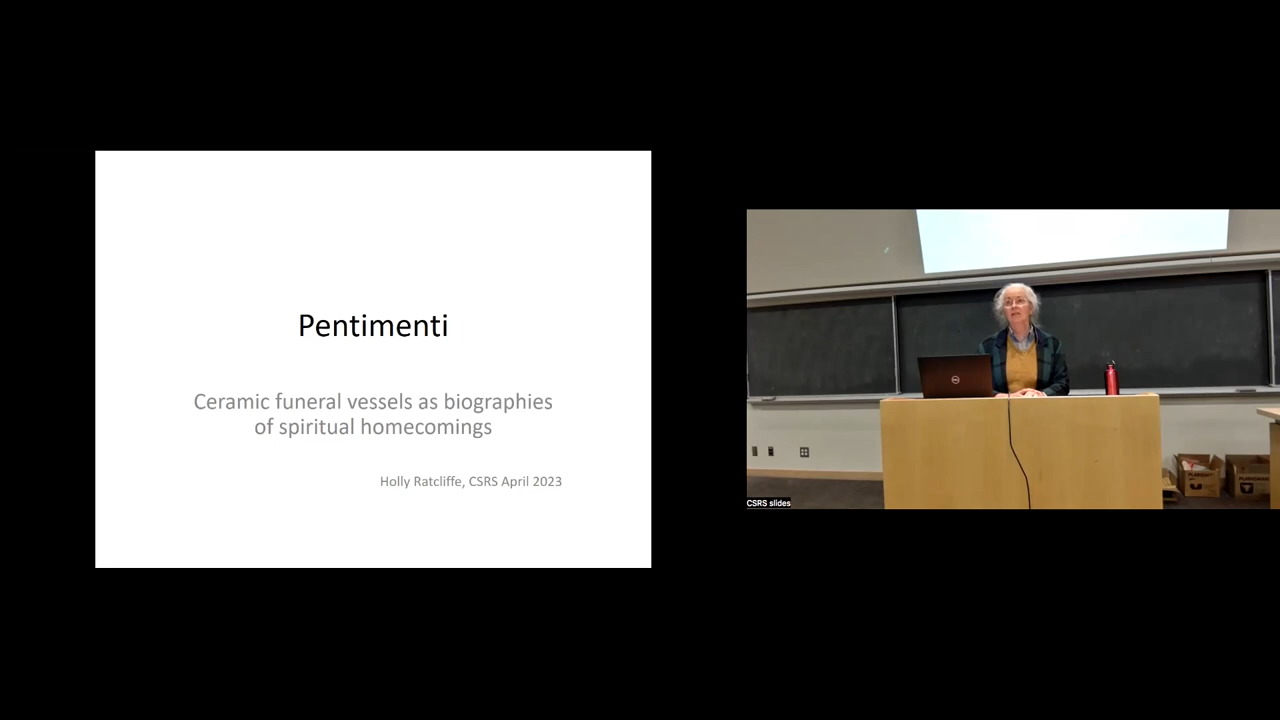 Pentimenti
Ceramic funeral vessels as biographies
of spiritual homecomings
Holly Ratcliffe, CSRS April 2023
CSRS slides